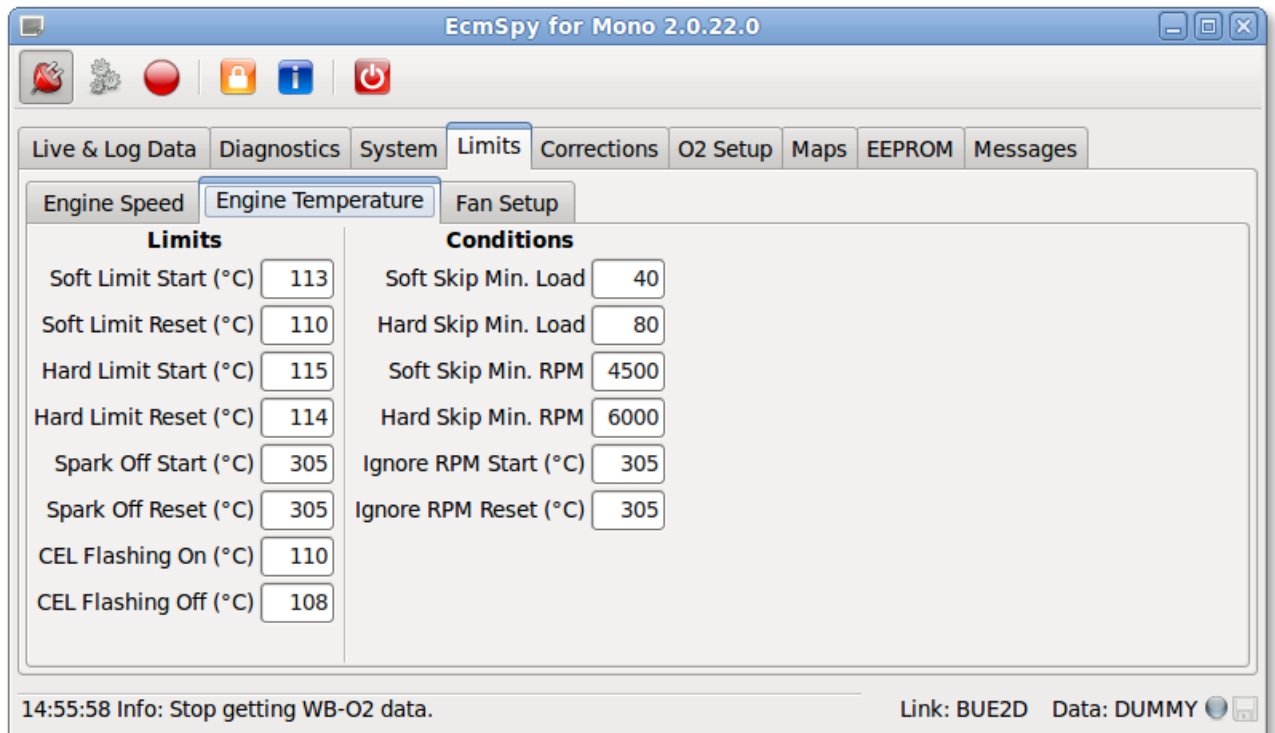 EcmSpy for Mono 2.0.22.0
Live & Log Data Diagnostics System Limits Corrections O2 Setup Maps EEPROM Messages
Engine Speed Engine Temperature Fan Setup
Limits Conditions
Soft Limit Start (°C) 113 Soft Skip Min. Load 40
Soft Limit Reset (°C) 110 Hard Skip Min. Load 80
Hard Limit Start (°C) 115 Soft Skip Min. RPM 4500
Hard Limit Reset (°C) 114 Hard Skip Min. RPM 6000
Spark Off Start (°C) 305 Ignore RPM Start (°C) 305
Spark Off Reset (°C) 305 Ignore RPM Reset (°C) 305
CEL Flashing On (°C) 110
CEL Flashing Off (°C) 108
14:55:58 Info: Stop getting WB-O2 data. Link: BUE2D Data: DUMMY